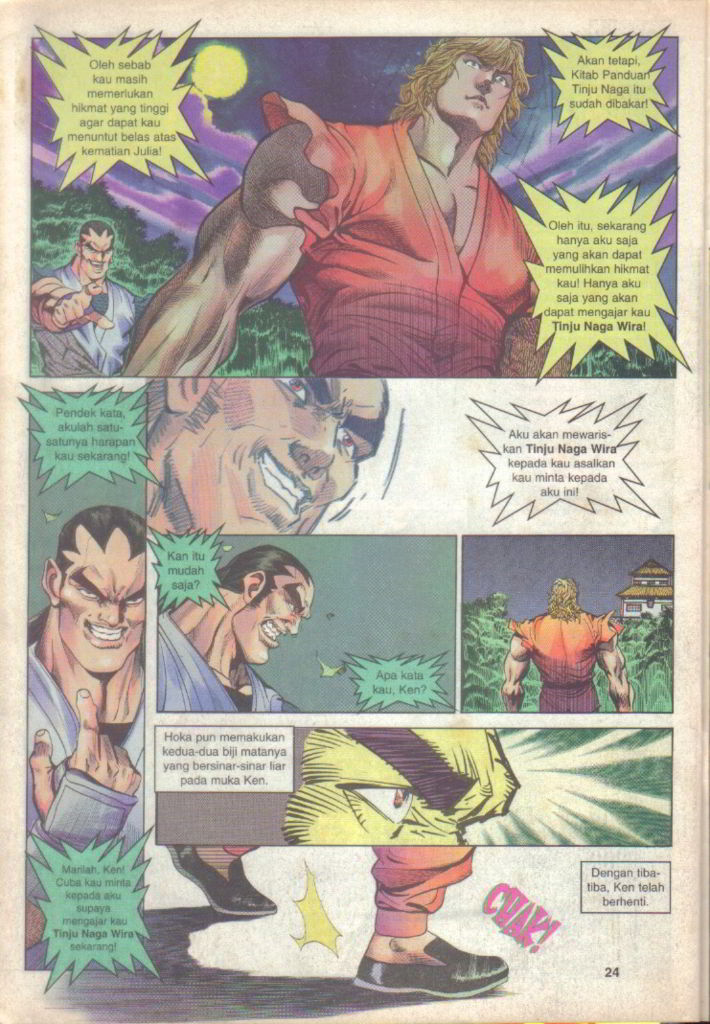 Oleh sebab
kau masih
memerlukan
hikmat yang tinggi
agar dapat kau
menuntut belas atas
kematian Julia!
Akan tetapi,
Kitab Panduan
Tinju Naga itu
sudah dibakar!
Oleh itu, sekarang
hanya aku saja
yang akan dapat
memulihkan hikmat
kau! Hanya aku
saja yang akan
dapat mengajar kau
Tinju Naga Wira!
Pendek kata,
akulah satu-
satunya harapan
kau sekarang!
Aku akan mewaris-
kan Tinju Naga Wira
kepada kau asalkan
kau minta kepada
aku ini!
Kan itu
mudah
saja?
Apa kata
kau, Ken?
Hoka pun memakukan
kedua-dua biji matanya
yang bersinar-sinar liar
pada muka Ken.
Marilah, Ken!
Cuba kau minta
kepada aku
supaya
mengajar kau
Tinju Naga Wira
sekarang!
CHAK!
Dengan tiba-
tiba, Ken telah
berhenti.
24